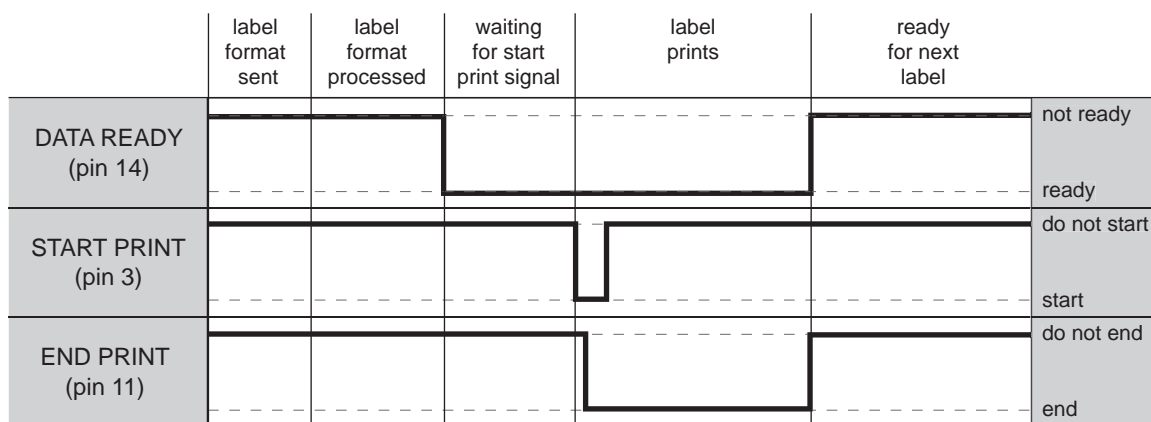 label
format
sent
label
format
processed
waiting
for start
print signal
label
prints
ready
for next
label
DATA READY
(pin 14)
not ready
ready
START PRINT
(pin 3)
do not start
start
END PRINT
(pin 11)
do not end
end